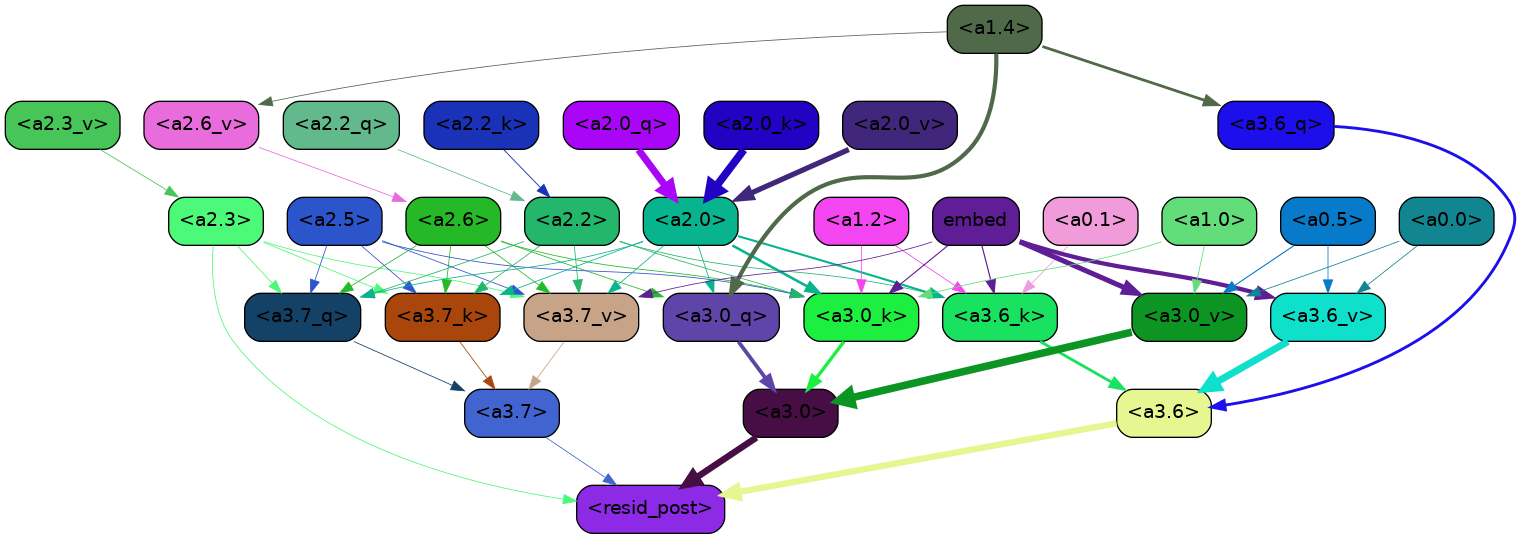 <a1.4>
<a2.3_v> <a2.6_v> <a2.2_q> <a2.2_k> <a2.0_q> <a2.0_k> <a2.0_v> <a3.6_q>
<a2.3> <a2.5> <a2.6> <a2.2> <a2.0> <a1.2> embed <a0.1> <a1.0> <a0.5> <a0.0>
<a3.7_q> <a3.7_k> <a3.7_v> <a3.0_q> <a3.0_k> <a3.6_k> <a3.0_v> <a3.6_v>
<a3.7> <a3.0> <a3.6>
<resid_post>